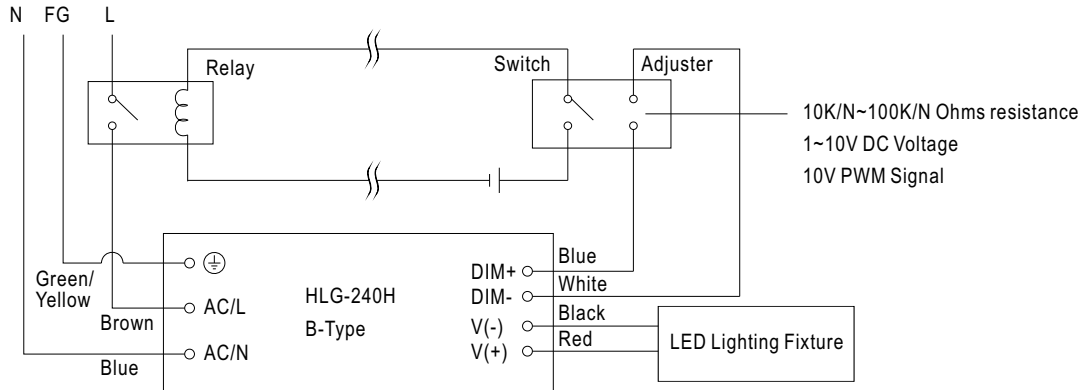 N FG L
Relay
Switch
Adjuster
10K/N~100K/N Ohms resistance
1~10V DC Voltage
10V PWM Signal
Green/
Yellow
Brown
Blue
AC/L
AC/N
HLG-240H
B-Type
DIM+
DIM-
V(-)
V(+)
Blue
White
Black
Red
LED Lighting Fixture